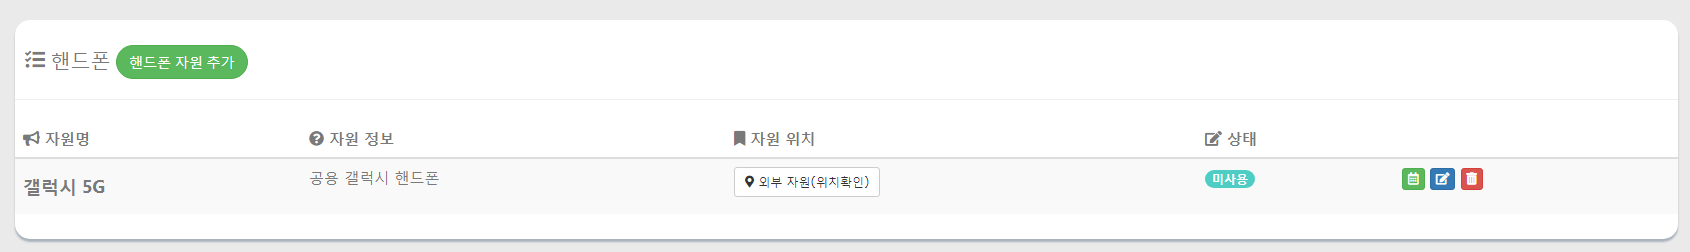 핸드폰 핸드폰 자원 추가
자원명 자원 정보 자원 위치 상태
갤럭시 5G 공용 갤럭시 핸드폰 외부 자원(위치확인) 미사용